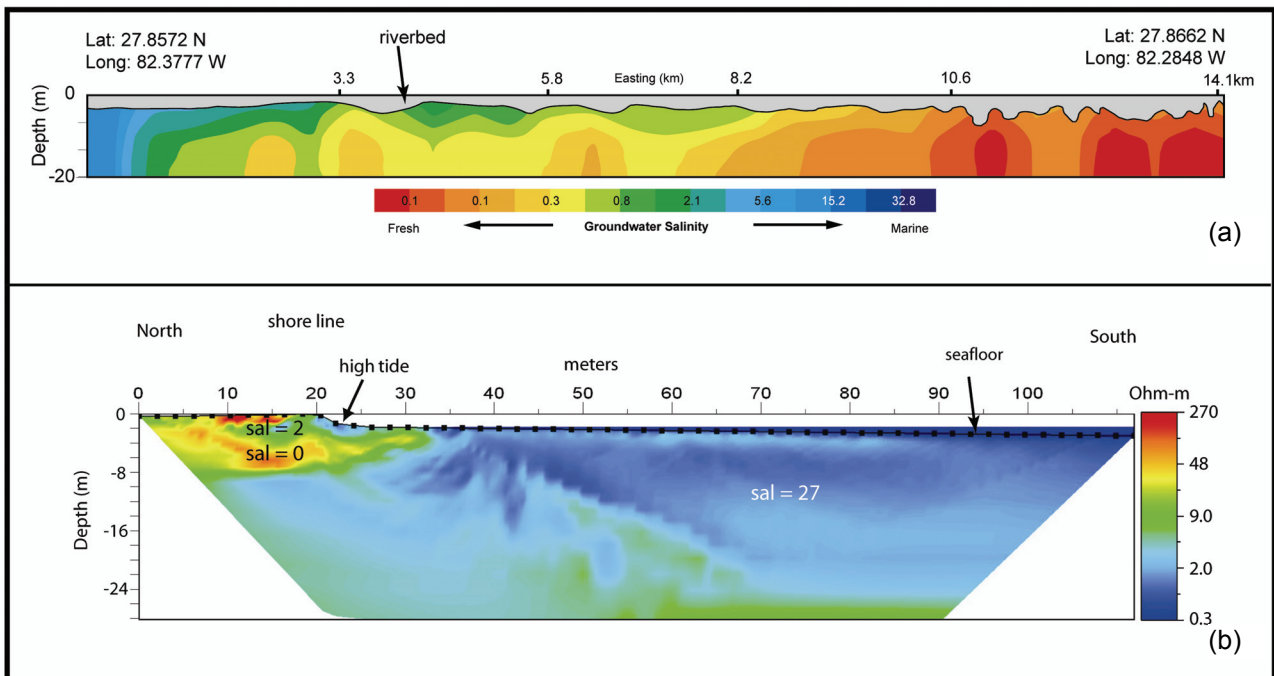 Lat: 27.8572 N
Long: 82.3777 W
riverbed
Lat: 27.8662 N
Long: 82.2848 W
3.3 5.8 Easting (km) 8.2 10.6 14.1km
Depth (m)
0
-20
0.1 0.1 0.3 0.8 2.1 5.6 15.2 32.8
Fresh Groundwater Salinity Marine
(a)
North shore line South
high tide meters seafloor
0 10 20 30 40 50 60 70 80 90 100 Ohm-m
Depth (m)
0
-8
-16
-24
sal = 2
sal = 0
sal = 27
270
48
9.0
2.0
0.3
(b)